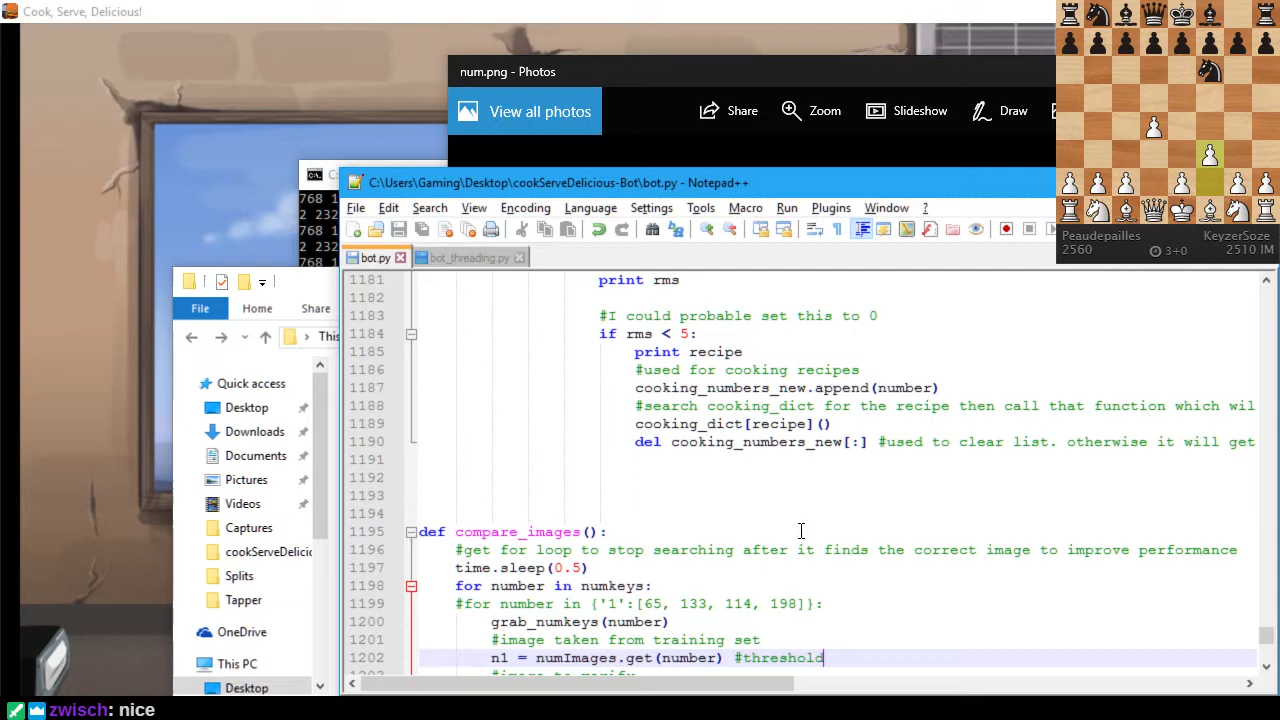 Cook, Serve, Delicious!
num.png - Photos
View all photos
Share
Zoom
Slideshow
Draw
Peaudepailles
KeyzerSoze
2560
3+0
2510 IM
768 1
2 232
768 1
2 232
768 1
C:\Users\Gaming\Desktop\cookServeDelicious-Bot\bot.py - Notepad++
File Edit Search View Encoding Language Settings Tools Macro Run Plugins Window ?
bot.py
bot_threading.py
File
Home
Share
This
Quick access
Desktop
Downloads
Documents
Pictures
Videos
Captures
cookServeDelicio
Splits
Tapper
OneDrive
This PC
Desktop
1181 print rms
1182
1183 #I could probable set this to 0
1184 if rms < 5:
1185 print recipe
1186 #used for cooking recipes
1187 cooking_numbers_new.append(number)
1188 #search cooking_dict for the recipe then call that function which wil
1189 cooking_dict[recipe]()
1190 del cooking_numbers_new[:] #used to clear list. otherwise it will get
1191
1192
1193
1194
1195 def compare_images():
1196 #get for loop to stop searching after it finds the correct image to improve performance
1197 time.sleep(0.5)
1198 for number in numkeys:
1199 #for number in {'1':[65, 133, 114, 198]}:
1200 grab_numkeys(number)
1201 #image taken from training set
1202 n1 = numImages.get(number) #threshold
zwisch: nice